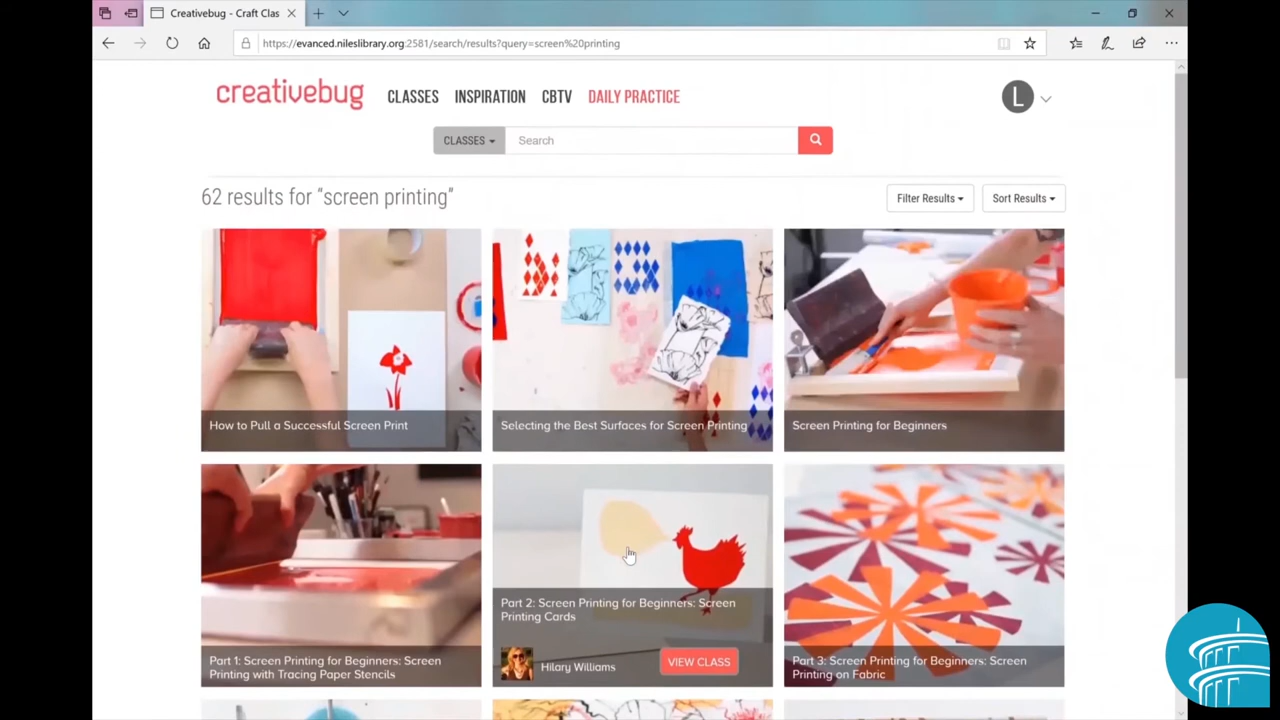 Creativebug - Craft Clas
https://evanced.nileslibrary.org:2581/search/results?query=screen%20printing
creativebug
CLASSES
INSPIRATION
CBTV
DAILY PRACTICE
L
CLASSES
Search
62 results for “screen printing”
Filter Results
Sort Results
How to Pull a Successful Screen Print
Selecting the Best Surfaces for Screen Printing
Screen Printing for Beginners
Part 1: Screen Printing for Beginners: Screen
Printing with Tracing Paper Stencils
Part 2: Screen Printing for Beginners: Screen
Printing Cards
Hilary Williams
VIEW CLASS
Part 3: Screen Printing for Beginners: Screen
Printing on Fabric